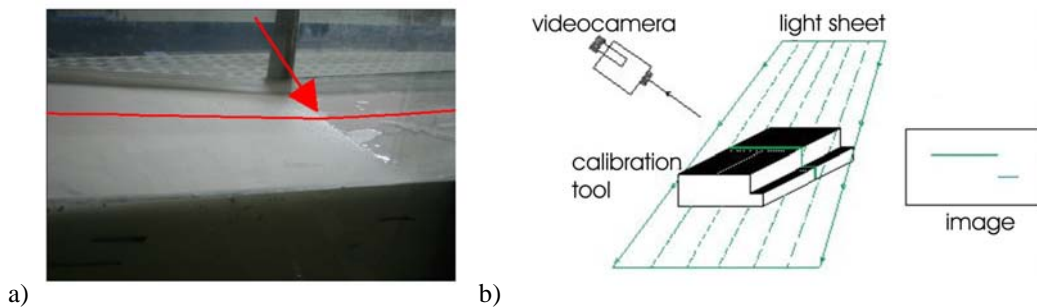 videocamera
light sheet
calibration
tool
image
a)
b)